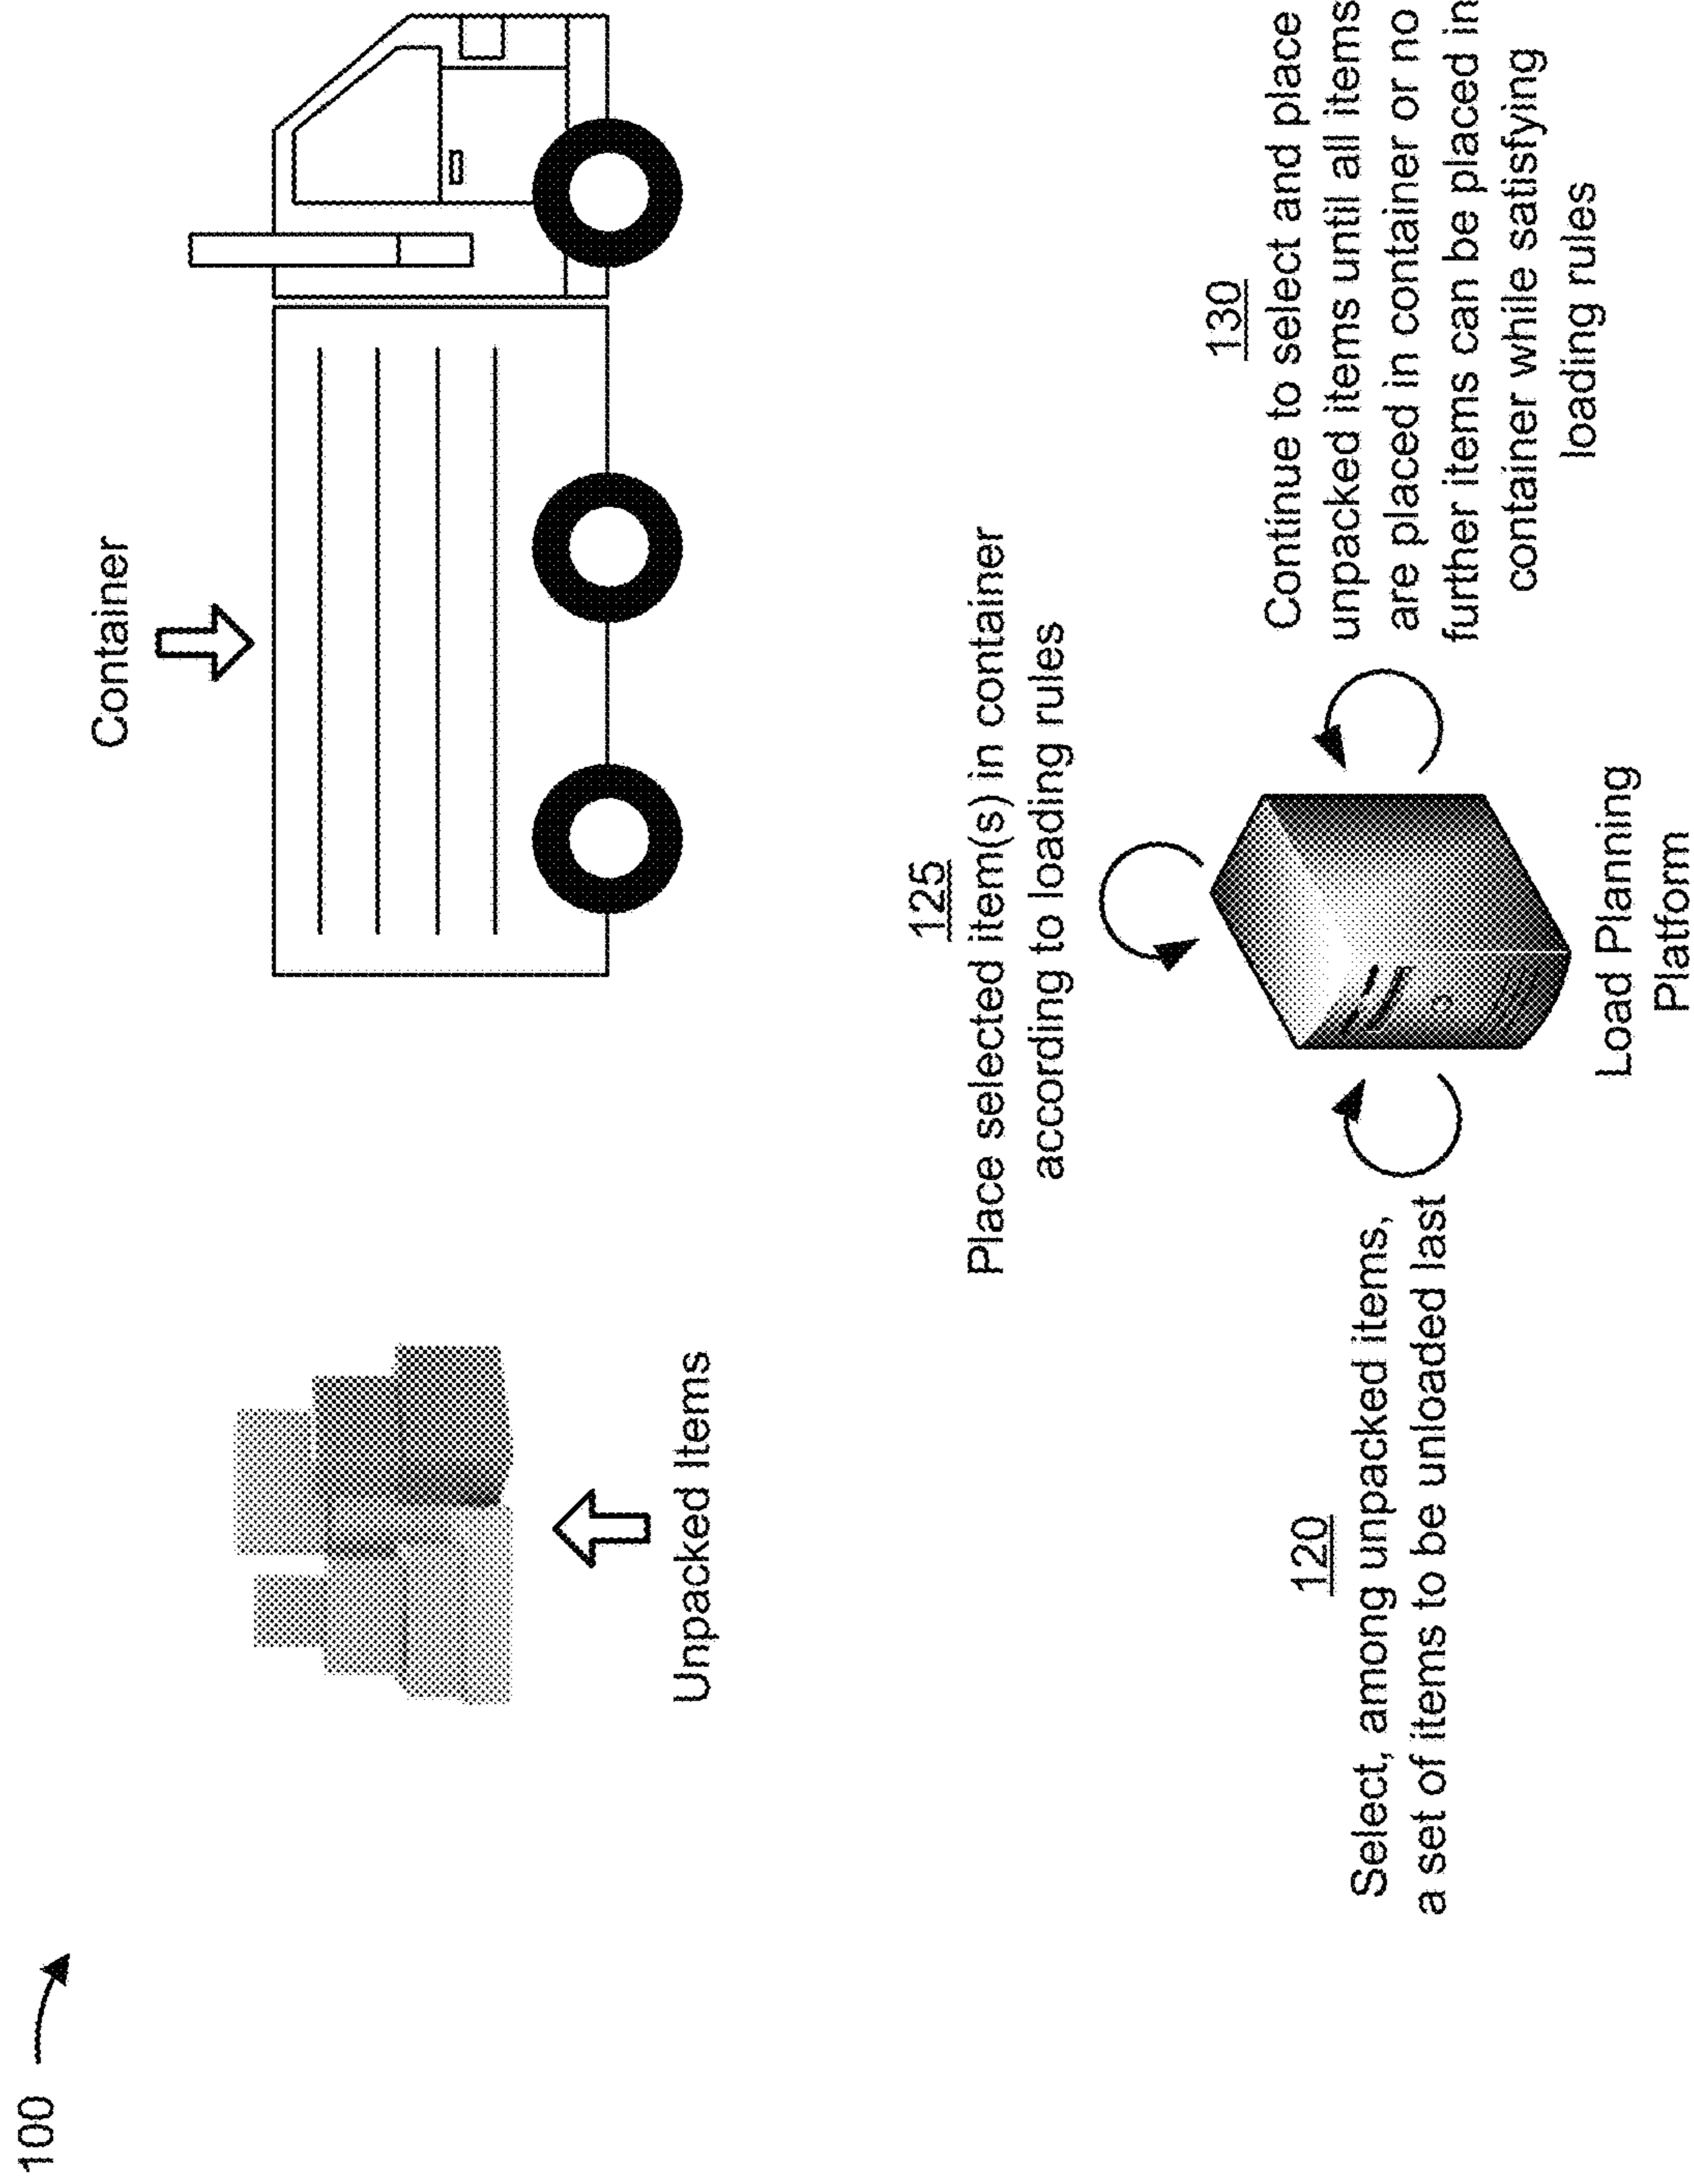 100
Container
Unpacked Items
125
Place selected item(s) in container
according to loading rules
120
Select, among unpacked items,
a set of items to be unloaded last
130
Continue to select and place
unpacked items until all items
are placed in container or no
further items can be placed in
container while satisfying
loading rules
Load Planning
Platform